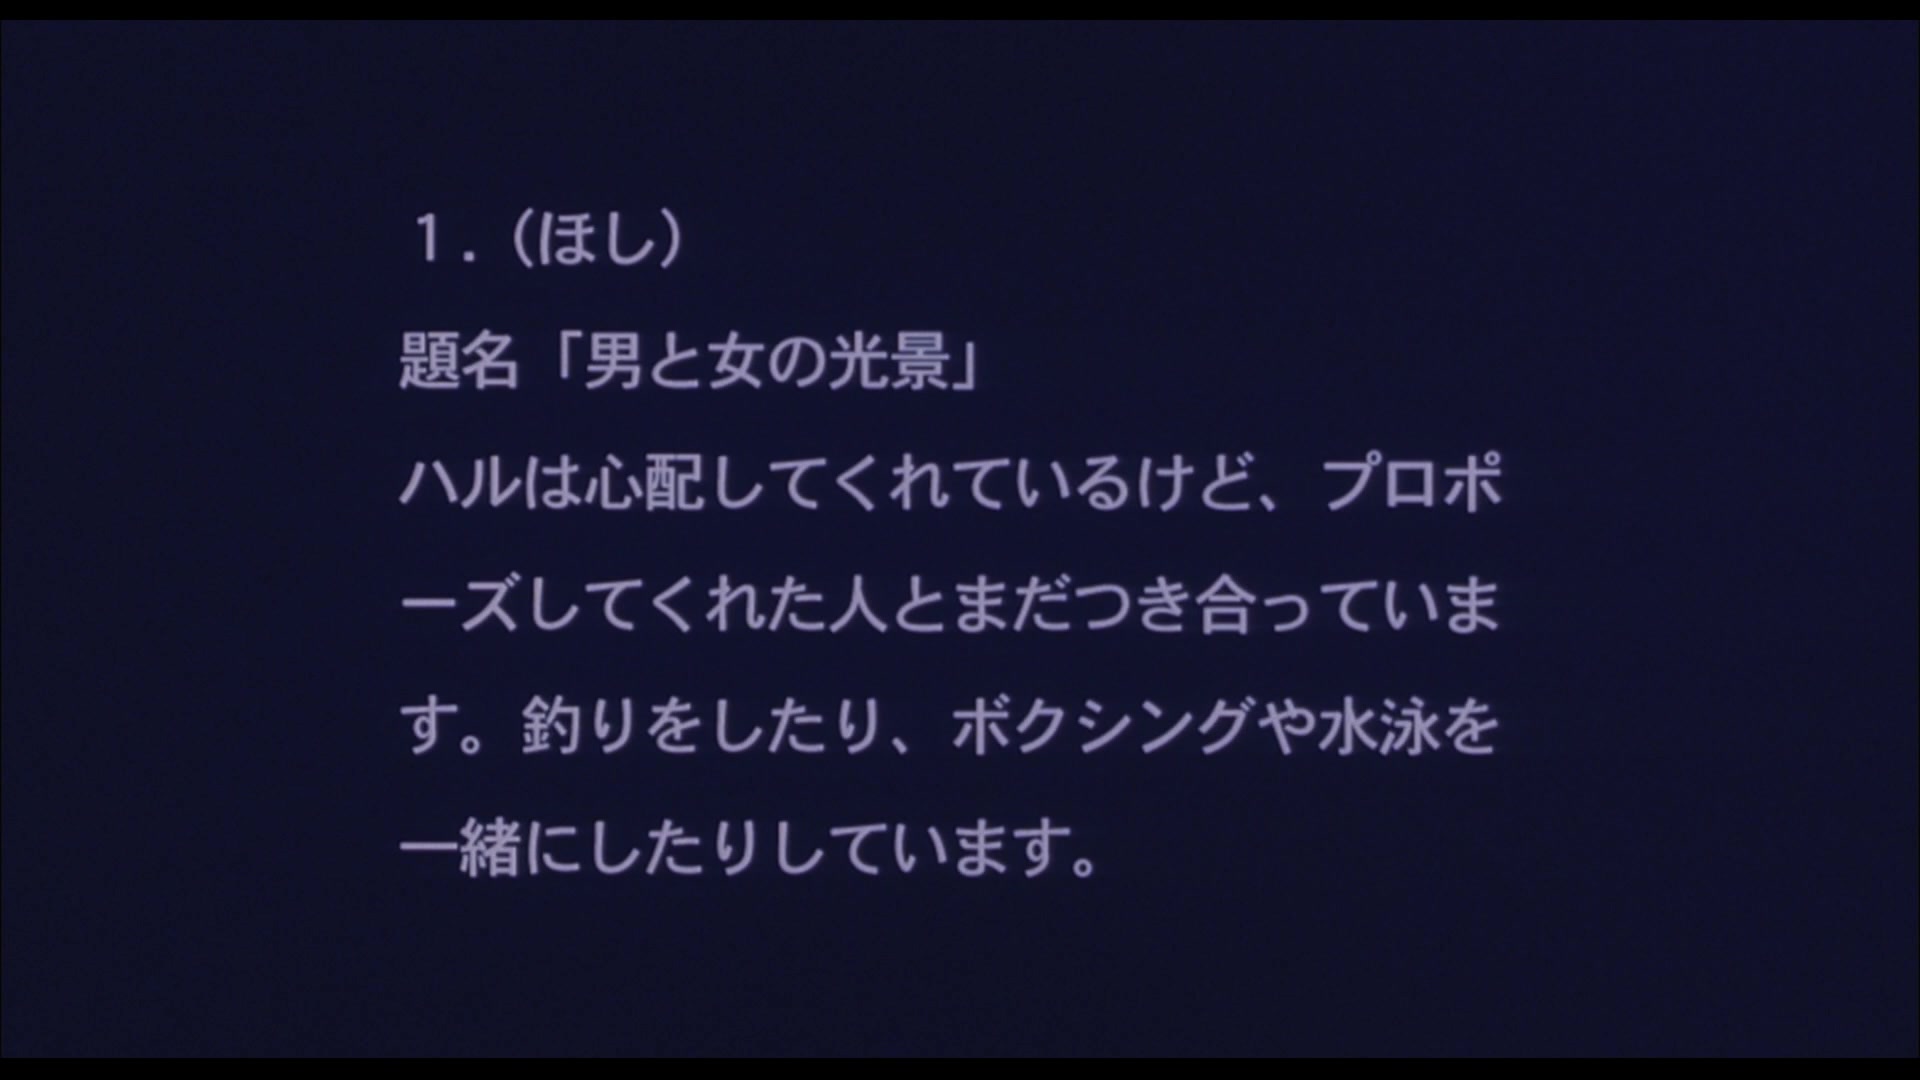 １．（ほし）
題名「男と女の光景」
ハルは心配してくれているけど、プロポ
ーズしてくれた人とまだつき合っていま
す。釣りをしたり、ボクシングや水泳を
一緒にしたりしています。